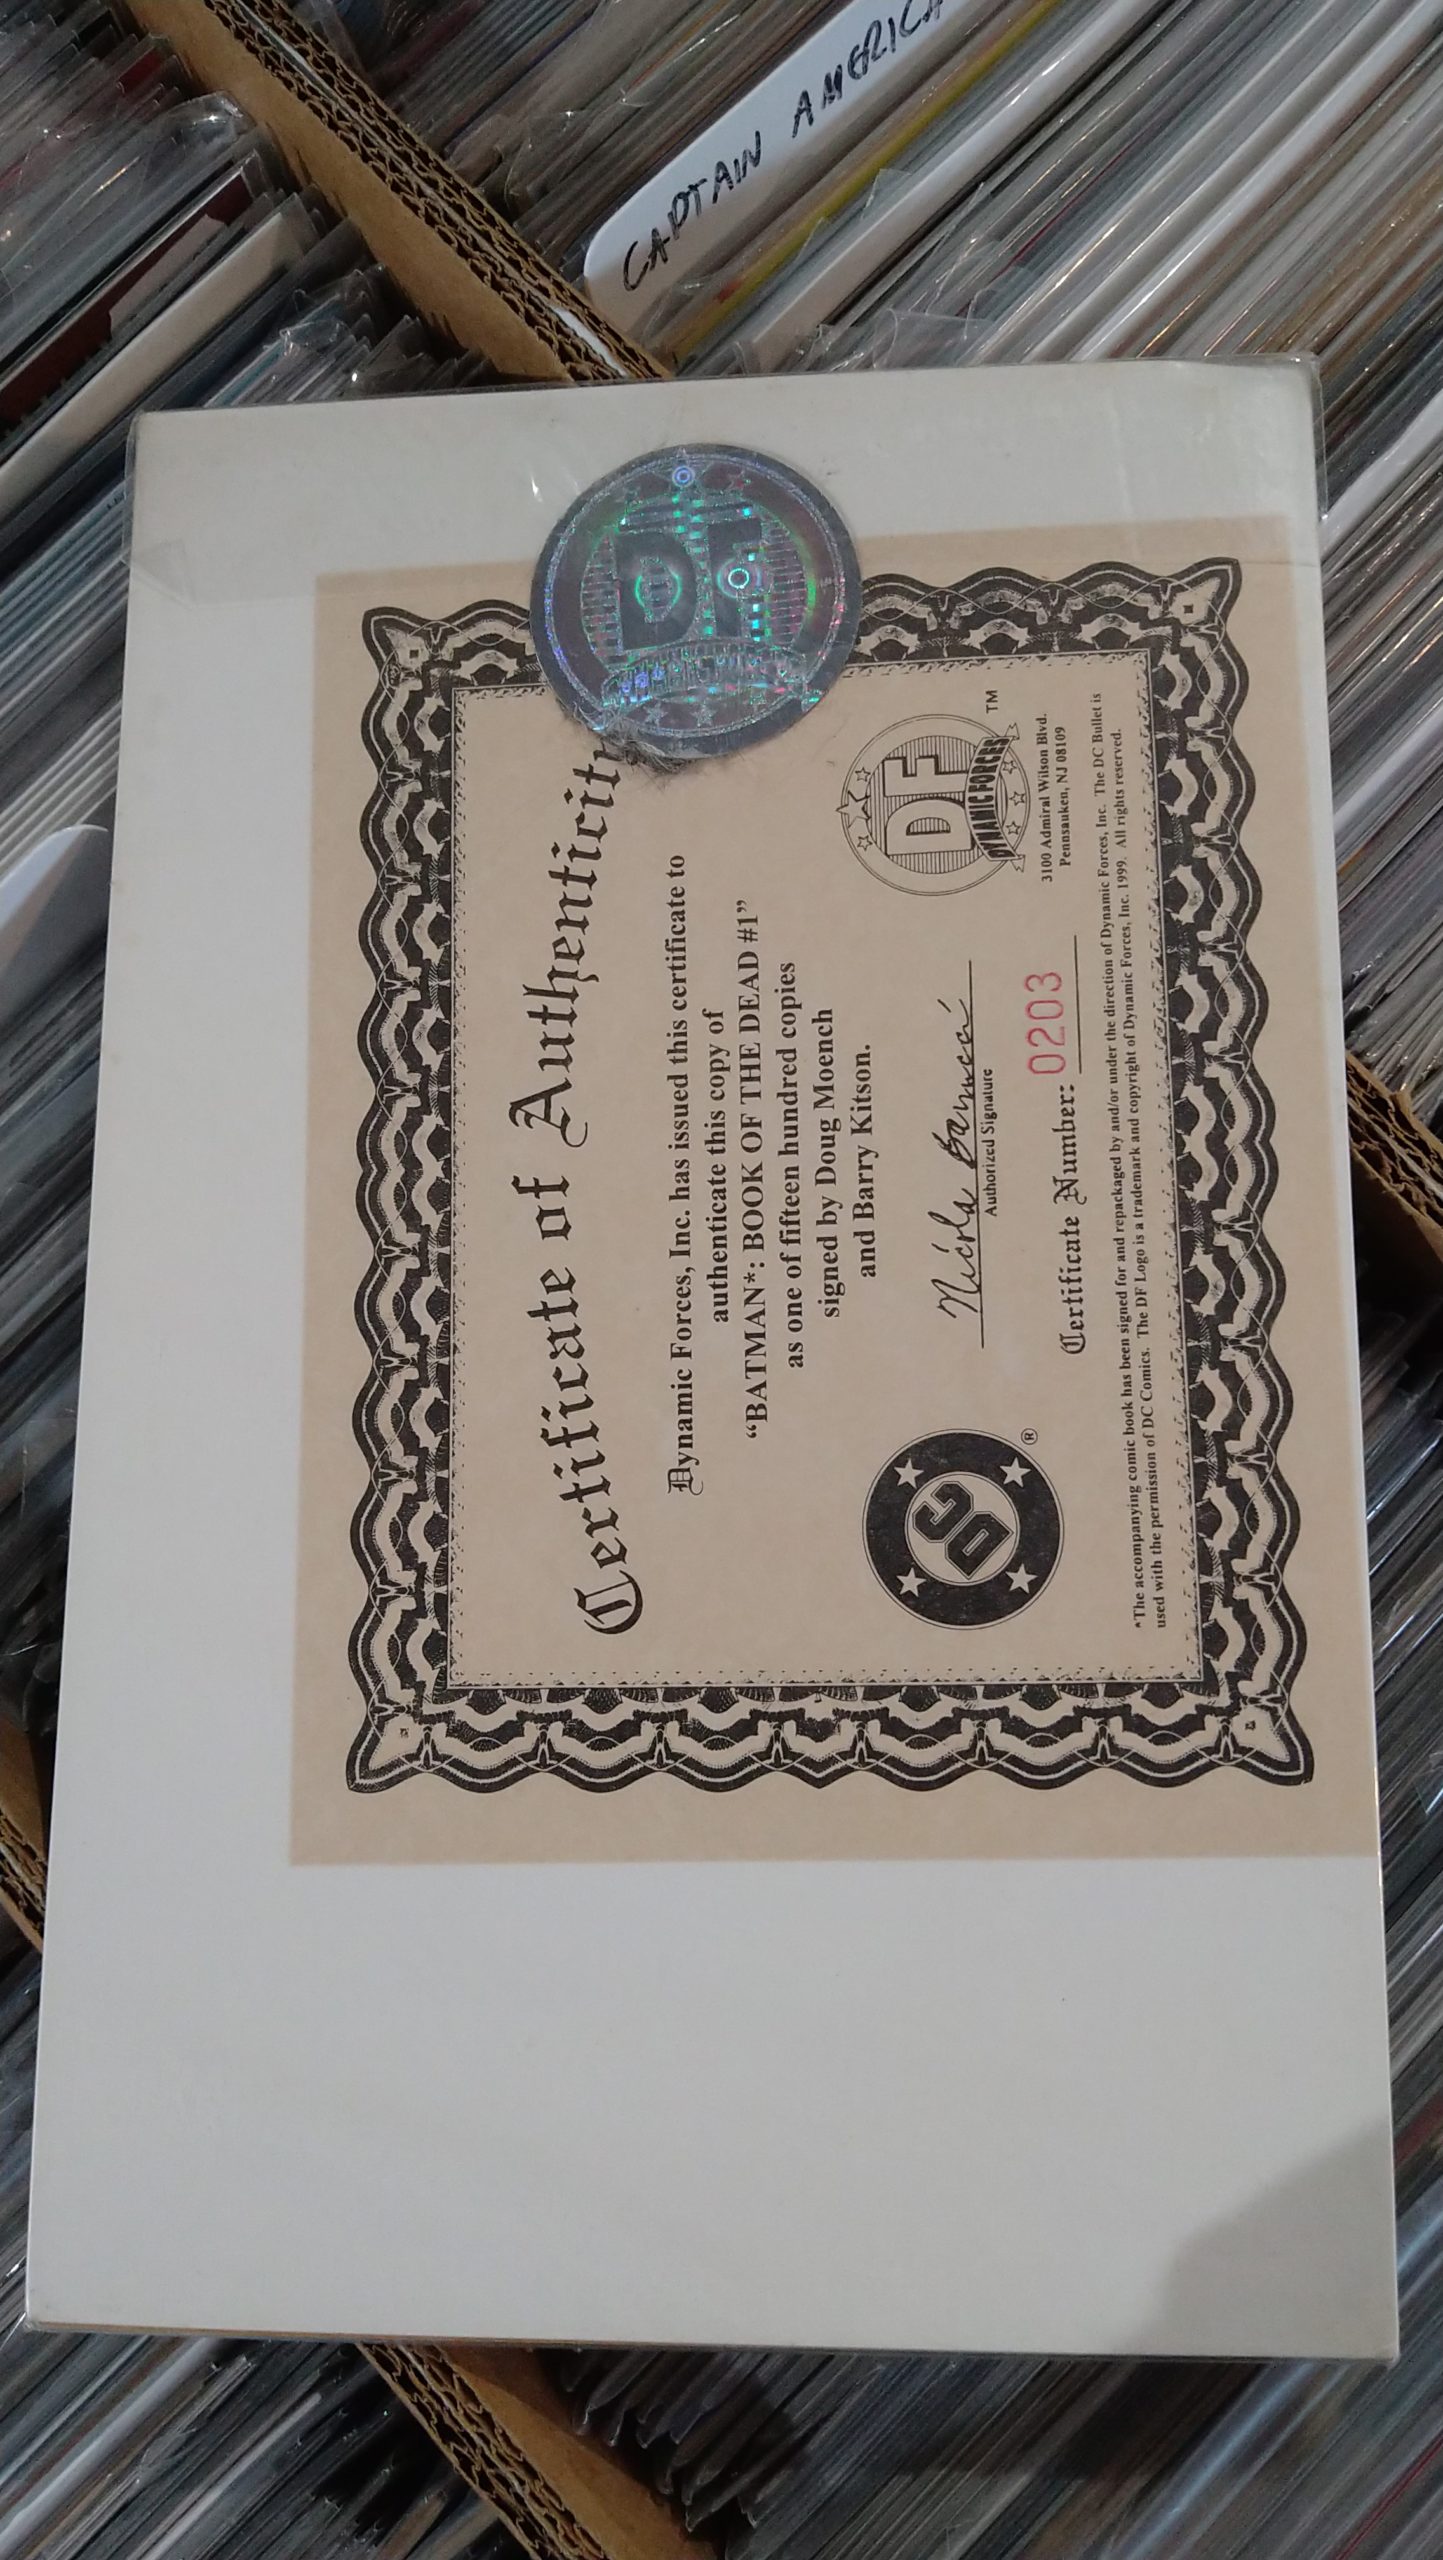 CAPTAIN AMERICA
Certificate of Authenticity
Dynamic Forces, Inc. has issued this certificate to
authenticate this copy of
“BATMAN*: BOOK OF THE DEAD #1”
as one of fifteen hundred copies
signed by Doug Moench
and Barry Kitson.
Nicola Barrucci
Authorized Signature
Certificate Number: 0203
DC
®
DF
DYNAMIC FORCES
TM
3100 Admiral Wilson Blvd.
Pennsauken, NJ 08109
*The accompanying comic book has been signed for and repackaged by and/or under the direction of Dynamic Forces, Inc. The DC Bullet is
used with the permission of DC Comics. The DF Logo is a trademark and copyright of Dynamic Forces, Inc. 1999. All rights reserved.
DF